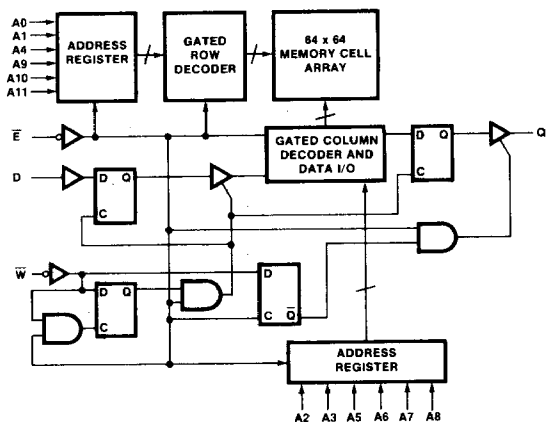 A0
A1
A4
A9
A10
A11
ADDRESS
REGISTER
GATED
ROW
DECODER
64 x 64
MEMORY CELL
ARRAY
E̅
D
D Q
C
GATED COLUMN
DECODER AND
DATA I/O
D Q
C
Q
W̅
D Q
C
D
C Q̅
ADDRESS
REGISTER
A2 A3 A5 A6 A7 A8